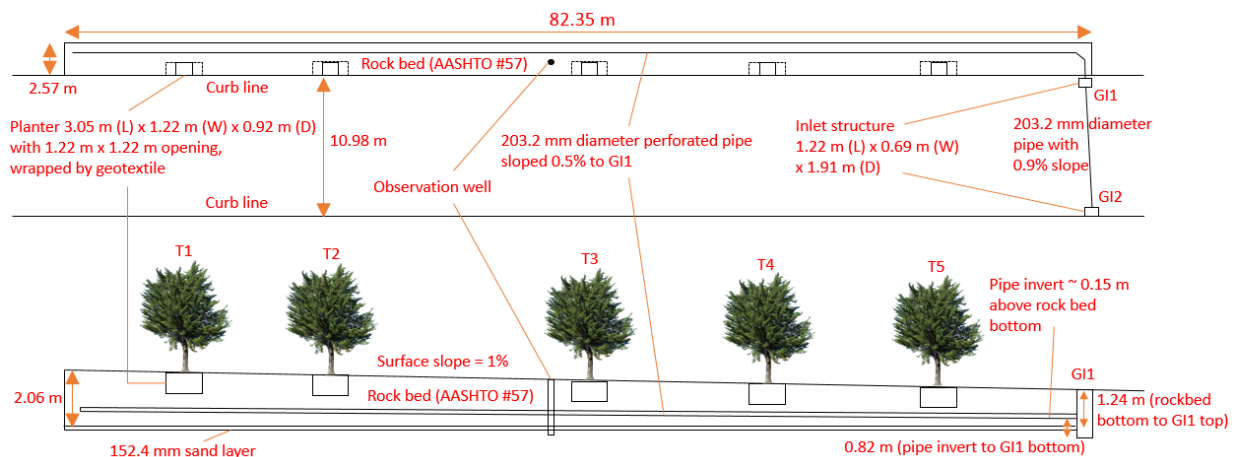 82.35 m
2.57 m
Rock bed (AASHTO #57)
Curb line
GI1
Planter 3.05 m (L) x 1.22 m (W) x 0.92 m (D)
with 1.22 m x 1.22 m opening,
wrapped by geotextile
10.98 m
203.2 mm diameter perforated pipe
sloped 0.5% to GI1
Inlet structure
1.22 m (L) x 0.69 m (W)
x 1.91 m (D)
203.2 mm diameter
pipe with
0.9% slope
Observation well
GI2
Curb line
T1
T2
T3
T4
T5
Pipe invert ~ 0.15 m
above rock bed
bottom
Surface slope = 1%
GI1
2.06 m
Rock bed (AASHTO #57)
1.24 m (rockbed
bottom to GI1 top)
152.4 mm sand layer
0.82 m (pipe invert to GI1 bottom)